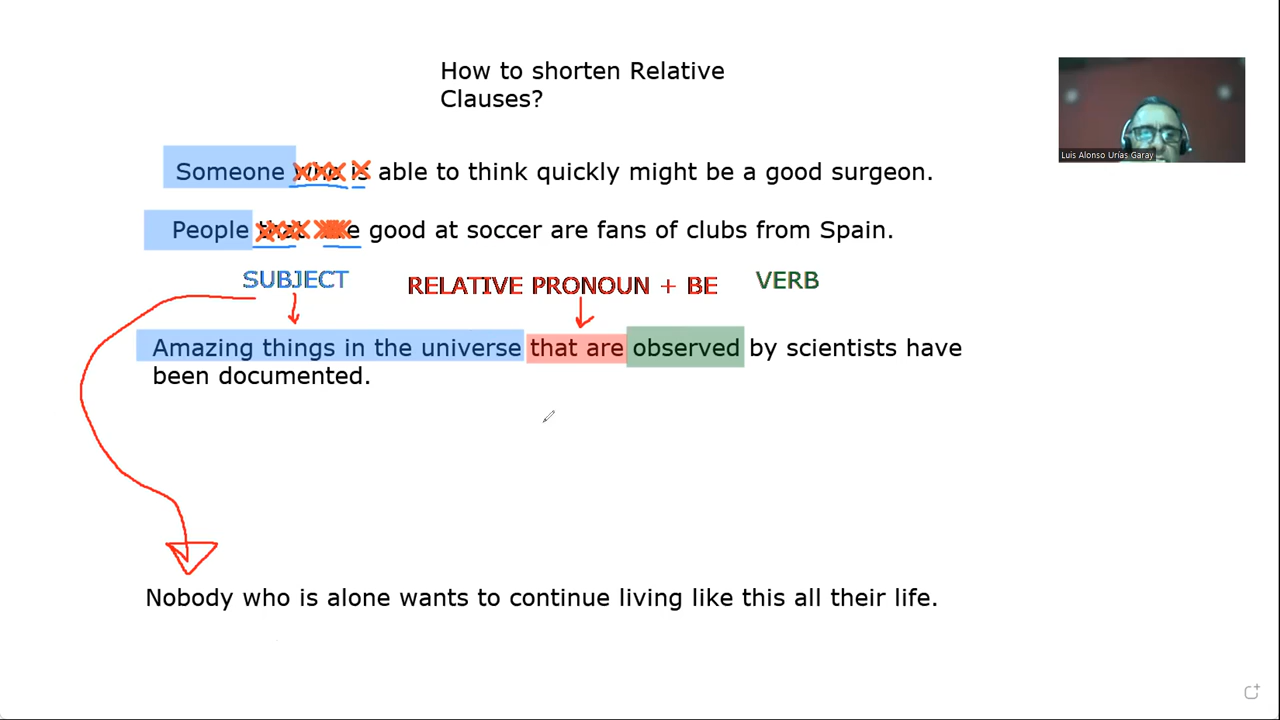 How to shorten Relative
Clauses?
Luis Alonso Urías Garay
Someone who is able to think quickly might be a good surgeon.
People that are good at soccer are fans of clubs from Spain.
SUBJECT RELATIVE PRONOUN + BE VERB
Amazing things in the universe that are observed by scientists have
been documented.
Nobody who is alone wants to continue living like this all their life.